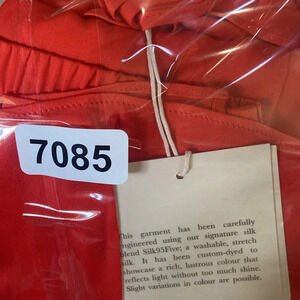 7085
This garment has been carefully
engineered using our signature silk
blend Silk95Five; a washable, stretch
silk. It has been custom-dyed to
showcase a rich, lustrous colour that
reflects light without too much shine.
Slight variations in colour are possible.